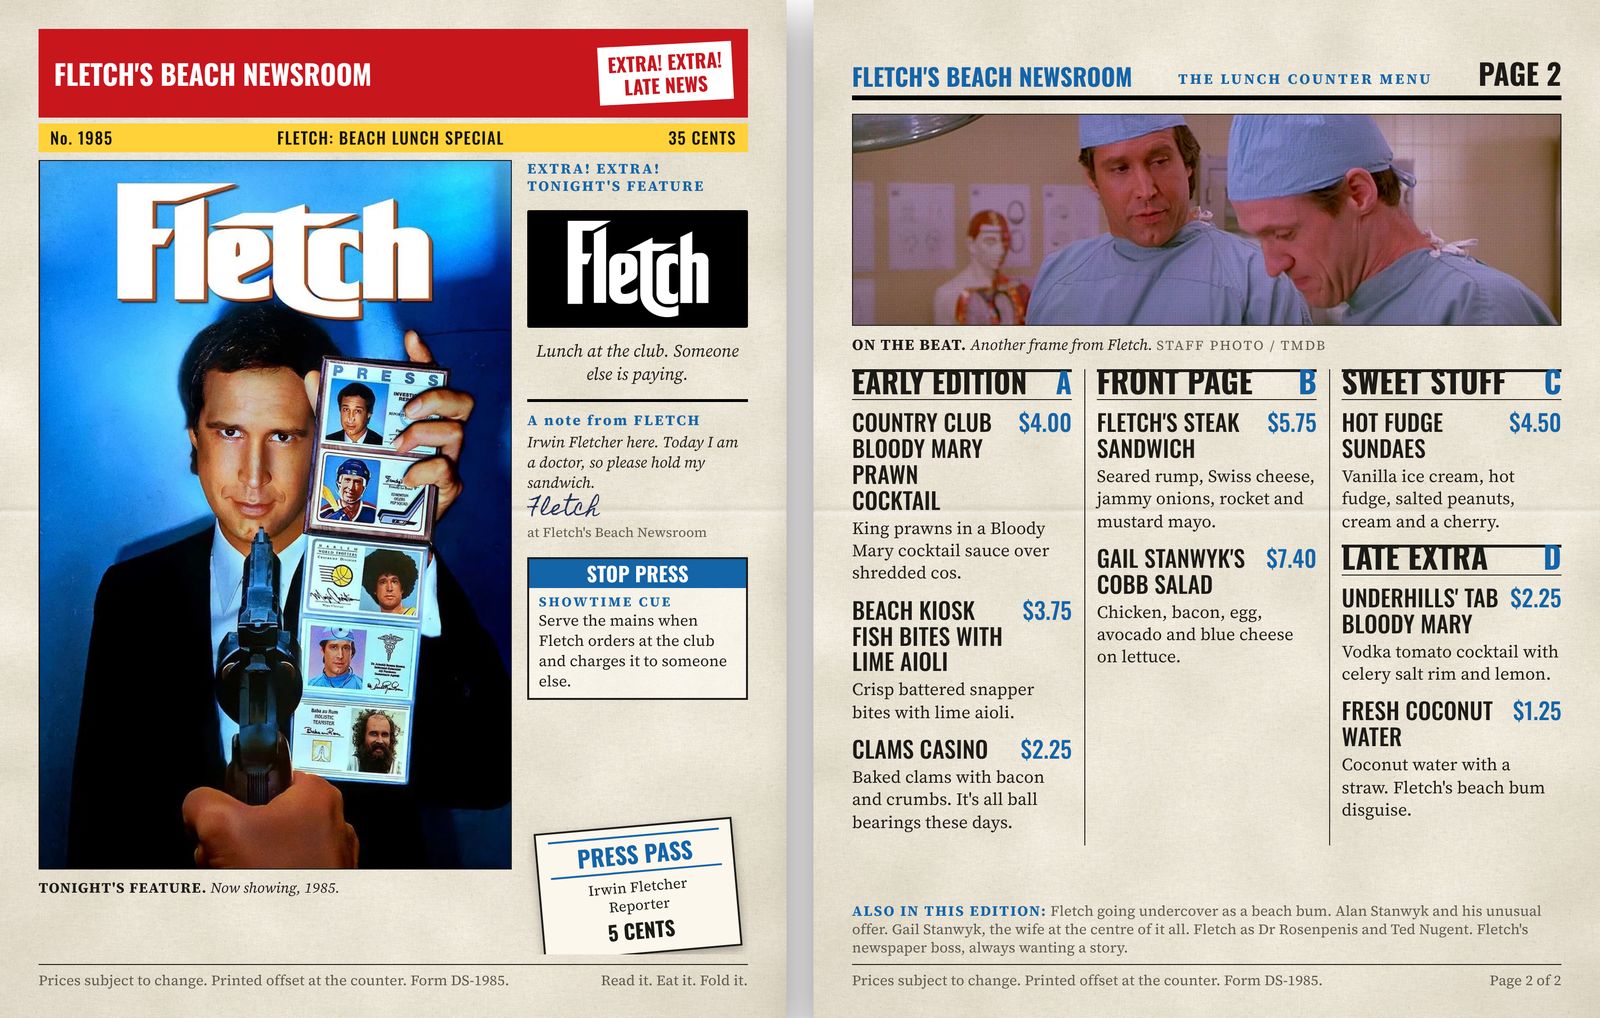 FLETCH'S BEACH NEWSROOM
EXTRA! EXTRA!
LATE NEWS
No. 1985
FLETCH: BEACH LUNCH SPECIAL
35 CENTS
Fletch
PRESS
EXTRA! EXTRA!
TONIGHT'S FEATURE
Fletch
Lunch at the club. Someone
else is paying.
A note from FLETCH
Irwin Fletcher here. Today I am
a doctor, so please hold my
sandwich.
Fletch
at Fletch's Beach Newsroom
STOP PRESS
SHOWTIME CUE
Serve the mains when
Fletch orders at the club
and charges it to someone
else.
PRESS PASS
Irwin Fletcher
Reporter
5 CENTS
TONIGHT'S FEATURE. Now showing, 1985.
Prices subject to change. Printed offset at the counter. Form DS-1985.
Read it. Eat it. Fold it.
FLETCH'S BEACH NEWSROOM
THE LUNCH COUNTER MENU
PAGE 2
ON THE BEAT. Another frame from Fletch. STAFF PHOTO / TMDB
EARLY EDITION A
COUNTRY CLUB $4.00
BLOODY MARY
PRAWN
COCKTAIL
King prawns in a Bloody
Mary cocktail sauce over
shredded cos.
BEACH KIOSK $3.75
FISH BITES WITH
LIME AIOLI
Crisp battered snapper
bites with lime aioli.
CLAMS CASINO $2.25
Baked clams with bacon
and crumbs. It's all ball
bearings these days.
FRONT PAGE B
FLETCH'S STEAK $5.75
SANDWICH
Seared rump, Swiss cheese,
jammy onions, rocket and
mustard mayo.
GAIL STANWYK'S $7.40
COBB SALAD
Chicken, bacon, egg,
avocado and blue cheese
on lettuce.
SWEET STUFF C
HOT FUDGE $4.50
SUNDAES
Vanilla ice cream, hot
fudge, salted peanuts,
cream and a cherry.
LATE EXTRA D
UNDERHILLS' TAB $2.25
BLOODY MARY
Vodka tomato cocktail with
celery salt rim and lemon.
FRESH COCONUT $1.25
WATER
Coconut water with a
straw. Fletch's beach bum
disguise.
ALSO IN THIS EDITION: Fletch going undercover as a beach bum. Alan Stanwyk and his unusual
offer. Gail Stanwyk, the wife at the centre of it all. Fletch as Dr Rosenpenis and Ted Nugent. Fletch's
newspaper boss, always wanting a story.
Prices subject to change. Printed offset at the counter. Form DS-1985.
Page 2 of 2